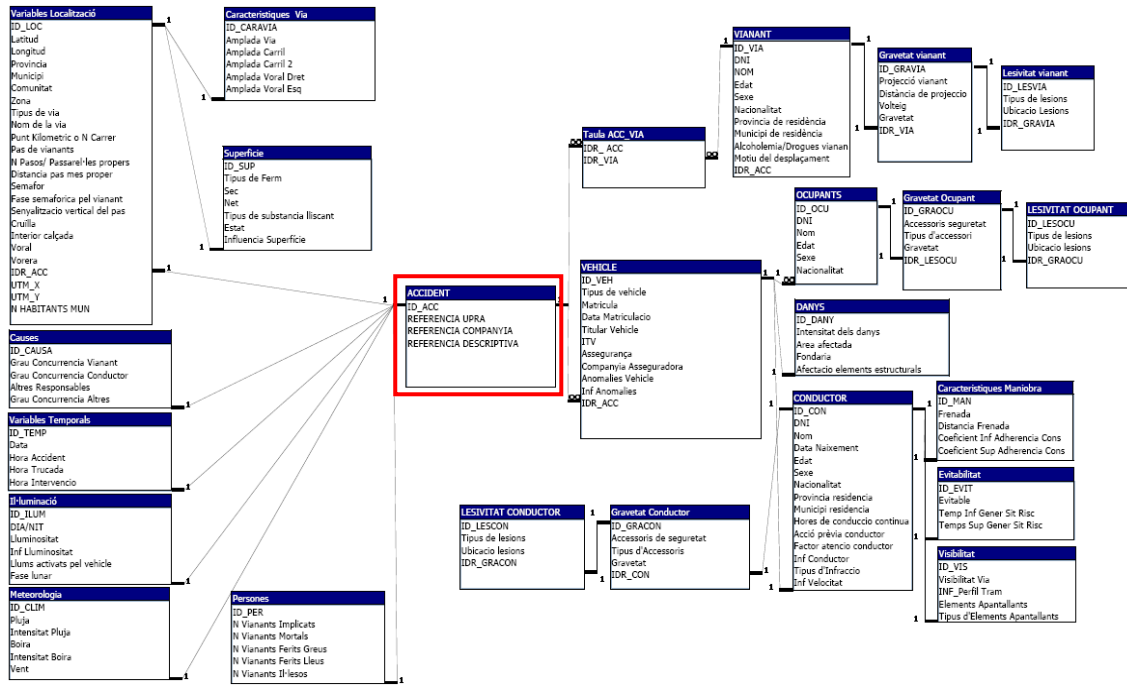 Variables Localització
ID_LOC
Latitud
Longitud
Provincia
Municipi
Comunitat
Zona
Tipus de via
Nom de la via
Punt Kilometric o N Carrer
Pas de vianants
N Pasos/ Passarel·les propers
Distancia pas mes proper
Semafor
Fase semaforica pel vianant
Senyalització vertical del pas
Cruïlla
Interior calçada
Voral
Vorera
IDR_ACC
UTM_X
UTM_Y
N HABITANTS MUN
Característiques Via
ID_CARAVIA
Amplada Via
Amplada Carril
Amplada Carril 2
Amplada Voral Dret
Amplada Voral Esq
Superficie
ID_SUP
Tipus de Ferm
Sec
Net
Tipus de substancia lliscant
Estat
Influencia Superfície
Causes
ID_CAUSA
Grau Concurrencia Vianant
Grau Concurrencia Conductor
Altres Responsables
Grau Concurrencia Altres
Variables Temporals
ID_TEMP
Data
Hora Accident
Hora Trucada
Hora Intervencio
Il·luminació
ID_ILUM
DIA/NIT
Lluminositat
Inf Lluminositat
Llums activats pel vehicle
Fase lunar
Meteorologia
ID_CLIM
Pluja
Intensitat Pluja
Boira
Intensitat Boira
Vent
Persones
ID_PER
N Vianants Implicats
N Vianants Mortals
N Vianants Ferits Greus
N Vianants Ferits Lleus
N Vianants Il·lesos
ACCIDENT
ID_ACC
REFERENCIA UPRA
REFERENCIA COMPANYIA
REFERENCIA DESCRIPTIVA
Taula ACC_VIA
IDR_ ACC
IDR_VIA
VIANANT
ID_VIA
DNI
NOM
Edat
Sexe
Nacionalitat
Provincia de residència
Municipi de residència
Alcoholemia/Drogues vianan
Motiu del desplaçament
IDR_ACC
Gravetat vianant
ID_GRAVIA
Projecció vianant
Distància de projeccio
Volteig
Gravetat
IDR_VIA
Lesivitat vianant
ID_LESVIA
Tipus de lesions
Ubicacio Lesions
IDR_GRAVIA
VEHICLE
ID_VEH
Tipus de vehicle
Matricula
Data Matriculacio
Titular Vehicle
ITV
Assegurança
Companyia Asseguradora
Anomalies Vehicle
Inf Anomalies
IDR_ACC
OCUPANTS
ID_OCU
DNI
Nom
Edat
Sexe
Nacionalitat
Gravetat Ocupant
ID_GRAOCU
Accessoris seguretat
Tipus d'accessori
Gravetat
IDR_LESOCU
LESIVITAT OCUPANT
ID_LESOCU
Tipus de lesions
Ubicacio lesions
IDR_GRAOCU
DANYS
ID_DANY
Intensitat dels danys
Area afectada
Fondaria
Afectacio elements estructurals
CONDUCTOR
ID_CON
DNI
Nom
Data Naixement
Edat
Sexe
Nacionalitat
Provincia residencia
Municipi residencia
Hores de conduccio continua
Acció prèvia conductor
Factor atencio conductor
Inf Conductor
Tipus d'Infraccio
Inf Velocitat
Caracteristiques Maniobra
ID_MAN
Frenada
Distancia Frenada
Coeficient Inf Adherencia Cons
Coeficient Sup Adherencia Cons
Evitabilitat
ID_EVIT
Evitable
Temp Inf Gener Sit Risc
Temps Sup Gener Sit Risc
Visibilitat
ID_VIS
Visibilitat Via
INF_Perfil Tram
Elements Apantallants
Tipus d'Elements Apantallants
LESIVITAT CONDUCTOR
ID_LESCON
Tipus de lesions
Ubicacio lesions
IDR_GRACON
Gravetat Conductor
ID_GRACON
Accessoris de seguretat
Tipus d'Accessoris
Gravetat
IDR_CON